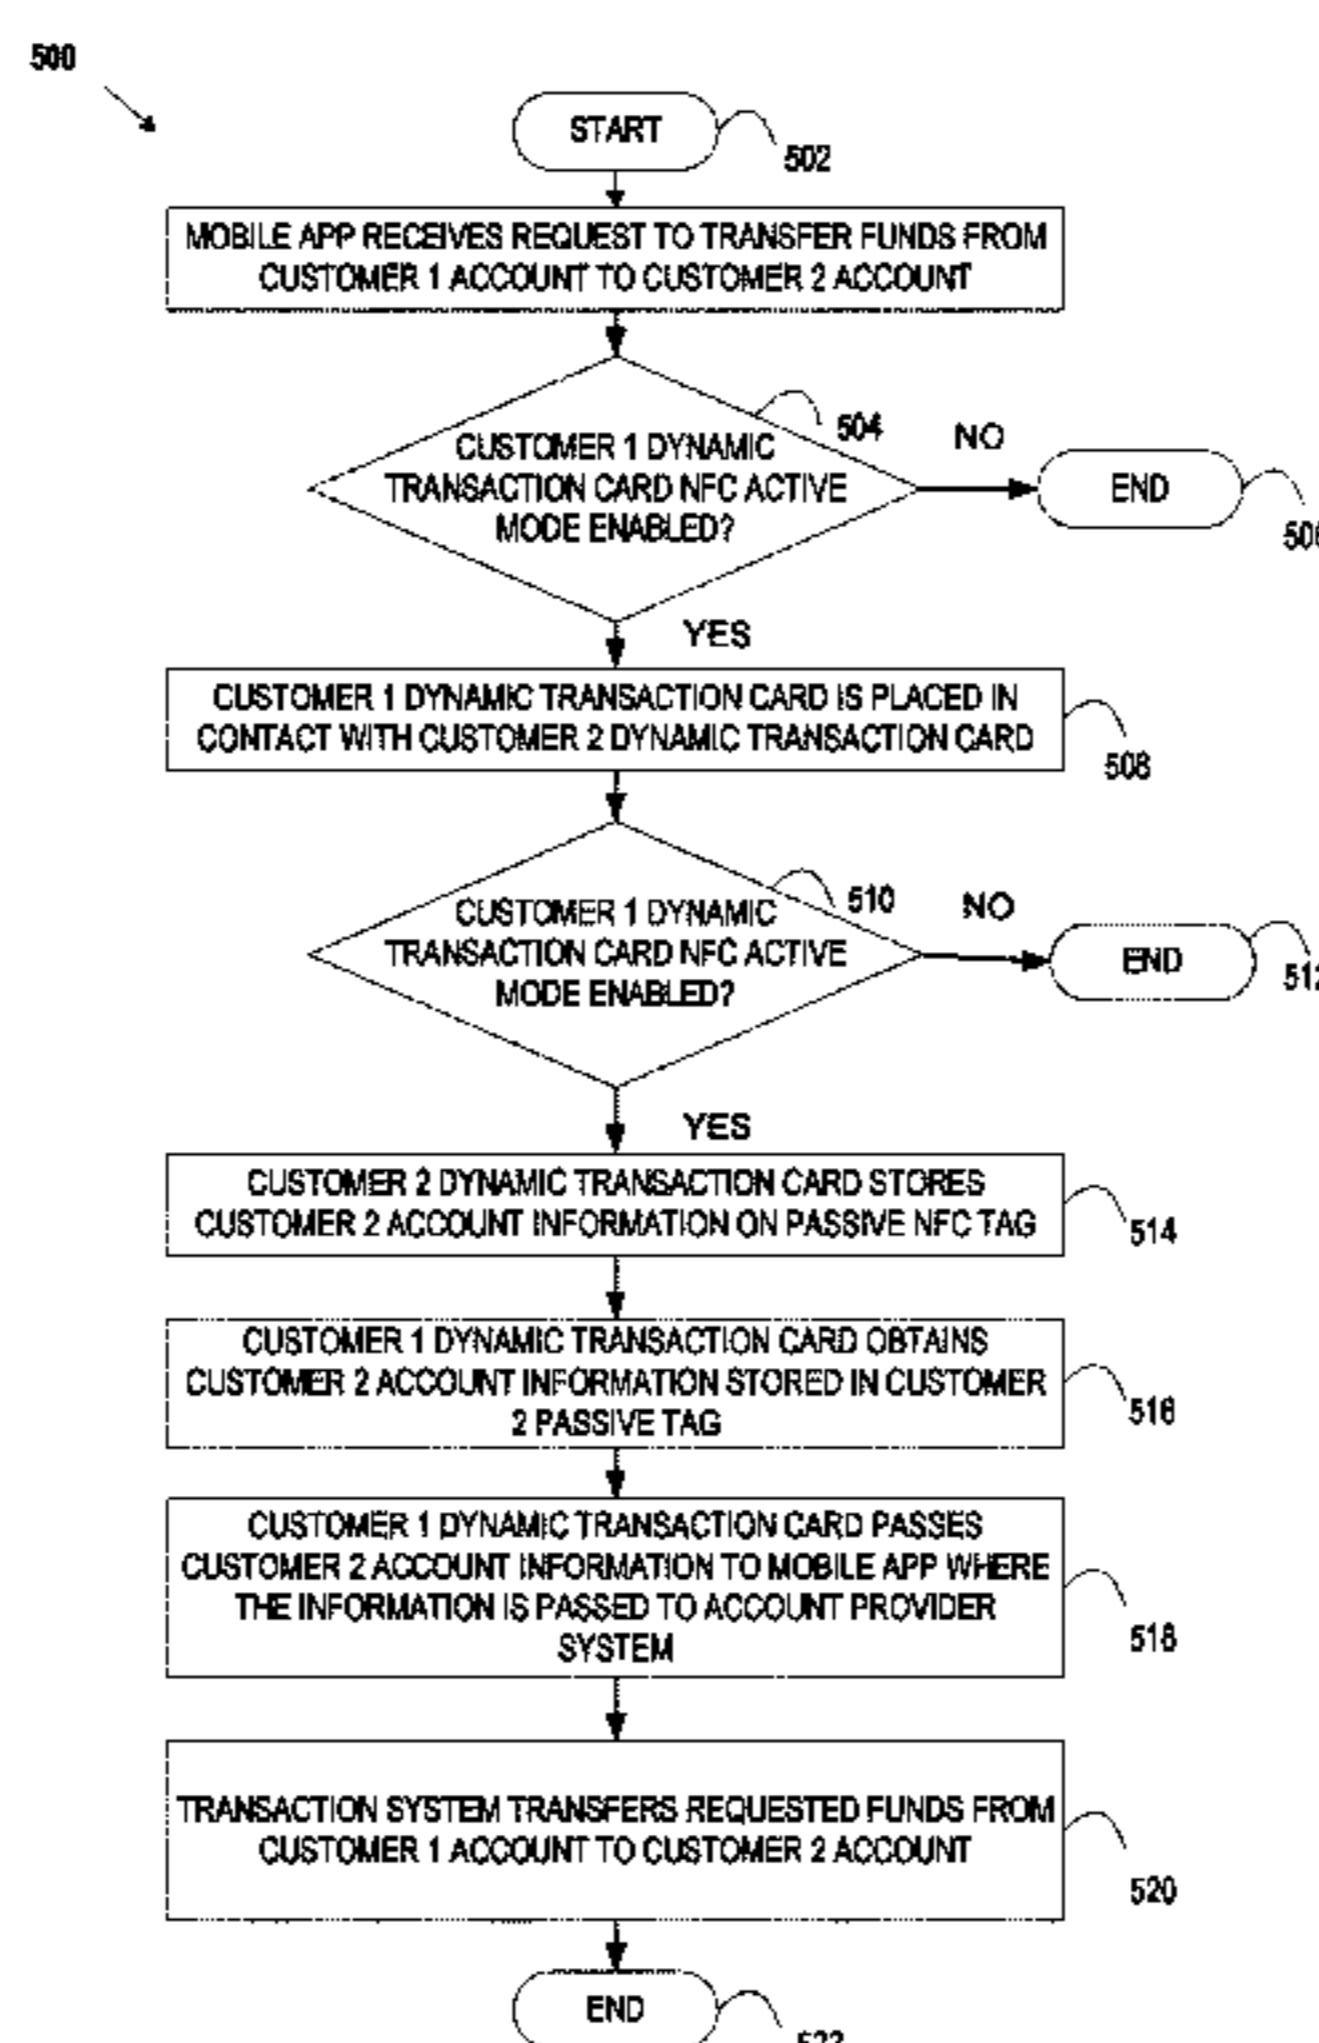 500
START
502
MOBILE APP RECEIVES REQUEST TO TRANSFER FUNDS FROM
CUSTOMER 1 ACCOUNT TO CUSTOMER 2 ACCOUNT
504
NO
CUSTOMER 1 DYNAMIC
TRANSACTION CARD NFC ACTIVE
MODE ENABLED?
END
YES
CUSTOMER 1 DYNAMIC TRANSACTION CARD IS PLACED IN
CONTACT WITH CUSTOMER 2 DYNAMIC TRANSACTION CARD
508
510
NO
CUSTOMER 1 DYNAMIC
TRANSACTION CARD NFC ACTIVE
MODE ENABLED?
END
YES
CUSTOMER 2 DYNAMIC TRANSACTION CARD STORES
CUSTOMER 2 ACCOUNT INFORMATION ON PASSIVE NFC TAG
514
CUSTOMER 1 DYNAMIC TRANSACTION CARD OBTAINS
CUSTOMER 2 ACCOUNT INFORMATION STORED IN CUSTOMER
2 PASSIVE TAG
516
CUSTOMER 1 DYNAMIC TRANSACTION CARD PASSES
CUSTOMER 2 ACCOUNT INFORMATION TO MOBILE APP WHERE
THE INFORMATION IS PASSED TO ACCOUNT PROVIDER
SYSTEM
518
TRANSACTION SYSTEM TRANSFERS REQUESTED FUNDS FROM
CUSTOMER 1 ACCOUNT TO CUSTOMER 2 ACCOUNT
520
END